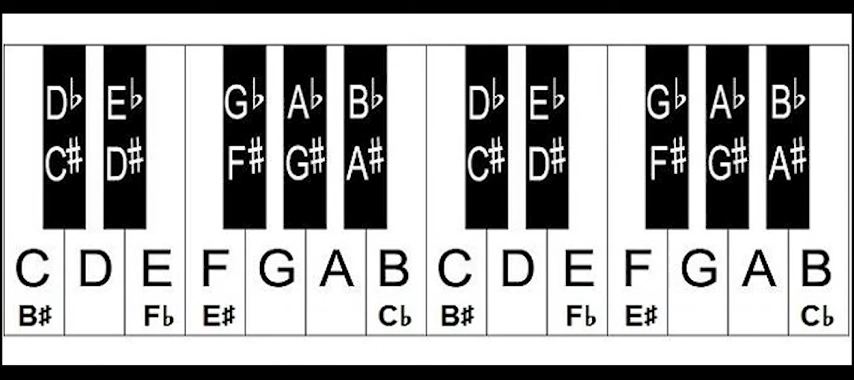 D♭ E♭ G♭ A♭ B♭ D♭ E♭ G♭ A♭ B♭
C♯ D♯ F♯ G♯ A♯ C♯ D♯ F♯ G♯ A♯
C D E F G A B C D E F G A B
B♯ F♭ E♯ C♭ B♯ F♭ E♯ C♭